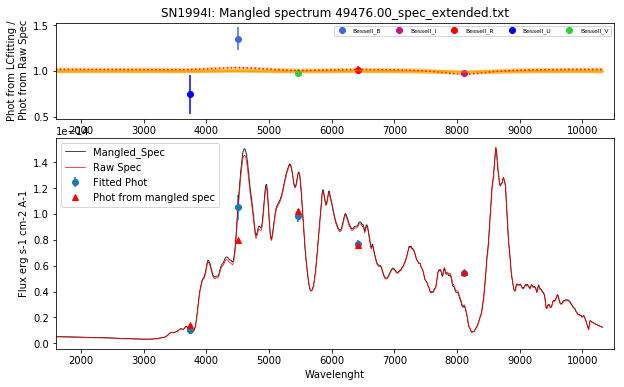 SN1994I: Mangled spectrum 49476.00_spec_extended.txt
Phot from LCfitting /
Phot from Raw Spec
1.5
1.0
0.5
Bessell_B
Bessell_I
Bessell_R
Bessell_U
Bessell_V
2000 3000 4000 5000 6000 7000 8000 9000 10000
1e-14
Flux erg s-1 cm-2 A-1
1.4
1.2
1.0
0.8
0.6
0.4
0.2
0.0
Mangled_Spec
Raw Spec
Fitted Phot
Phot from mangled spec
2000 3000 4000 5000 6000 7000 8000 9000 10000
Wavelenght